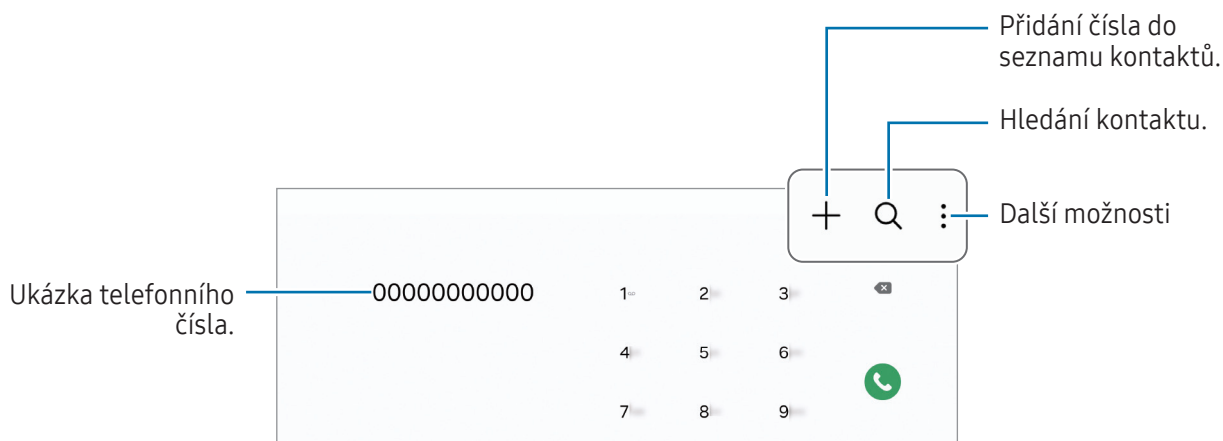 Přidání čísla do
seznamu kontaktů.
Hledání kontaktu.
Další možnosti
Ukázka telefonního
čísla.
00000000000
1 2 3
4 5 6
7 8 9